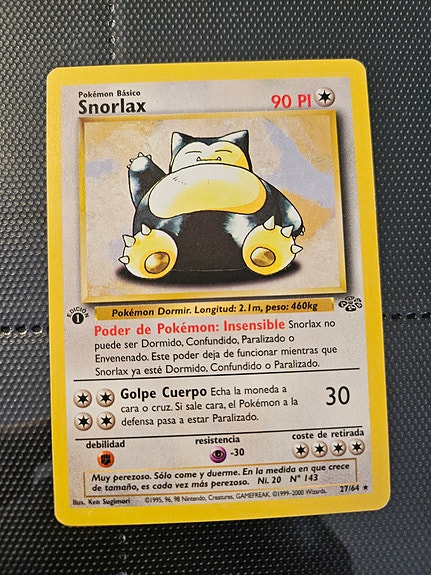 Pokémon Básico
Snorlax
90 PI
EDICIÓN
1
Pokémon Dormir. Longitud: 2.1m, peso: 460kg
Poder de Pokémon: Insensible Snorlax no
puede ser Dormido, Confundido, Paralizado o
Envenenado. Este poder deja de funcionar mientras que
Snorlax ya esté Dormido, Confundido o Paralizado.
Golpe Cuerpo Echa la moneda a
cara o cruz. Si sale cara, el Pokémon a la
defensa pasa a estar Paralizado.
30
debilidad
resistencia
coste de retirada
-30
Muy perezoso. Sólo come y duerme. En la medida en que crece
de tamaño, es cada vez más perezoso. Ni. 20 N° 143
Illus. Ken Sugimori
©1995, 96, 98 Nintendo, Creatures, GAMEFREAK. ©1999-2000 Wizards.
27/64 ★